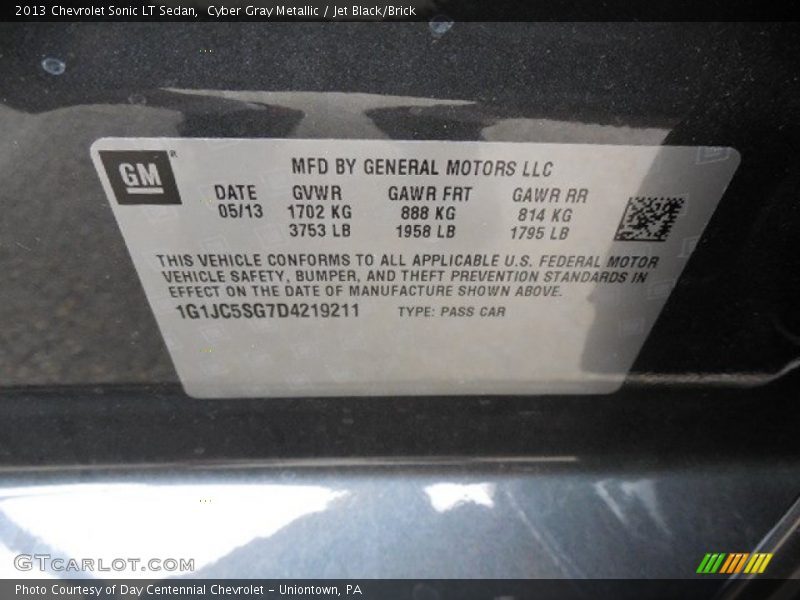 2013 Chevrolet Sonic LT Sedan, Cyber Gray Metallic / Jet Black/Brick
GM ®
MFD BY GENERAL MOTORS LLC
DATE GVWR GAWR FRT GAWR RR
05/13 1702 KG 888 KG 814 KG
3753 LB 1958 LB 1795 LB
THIS VEHICLE CONFORMS TO ALL APPLICABLE U.S. FEDERAL MOTOR
VEHICLE SAFETY, BUMPER, AND THEFT PREVENTION STANDARDS IN
EFFECT ON THE DATE OF MANUFACTURE SHOWN ABOVE.
1G1JC5SG7D4219211 TYPE: PASS CAR
GTCARLOT.COM
Photo Courtesy of Day Centennial Chevrolet - Uniontown, PA